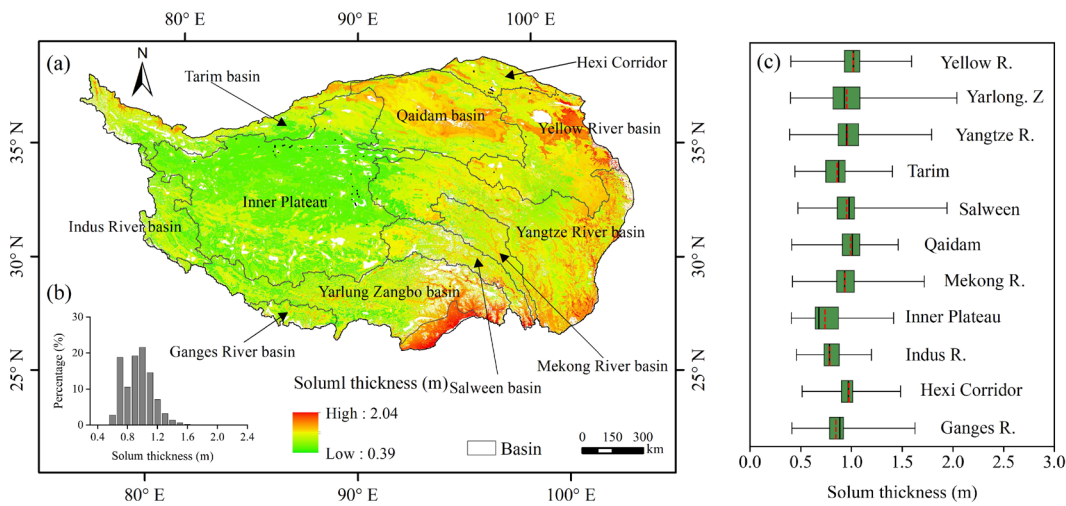 80° E 90° E 100° E
(a)
N
Tarim basin
Hexi Corridor
Qaidam basin
Yellow River basin
35° N
35° N
Inner Plateau
Indus River basin
Yangtze River basin
30° N
30° N
Yarlung Zangbo basin
(b)
Ganges River basin
Mekong River basin
Salween basin
25° N
25° N
Percentage (%)
30
20
10
0
0.4 0.8 1.2 1.6 2.0 2.4
Solum thickness (m)
Soluml thickness (m)
High : 2.04
Low : 0.39
Basin
0 150 300
km
80° E 90° E 100° E
(c)
Yellow R.
Yarlong. Z
Yangtze R.
Tarim
Salween
Qaidam
Mekong R.
Inner Plateau
Indus R.
Hexi Corridor
Ganges R.
0.0 0.5 1.0 1.5 2.0 2.5 3.0
Solum thickness (m)